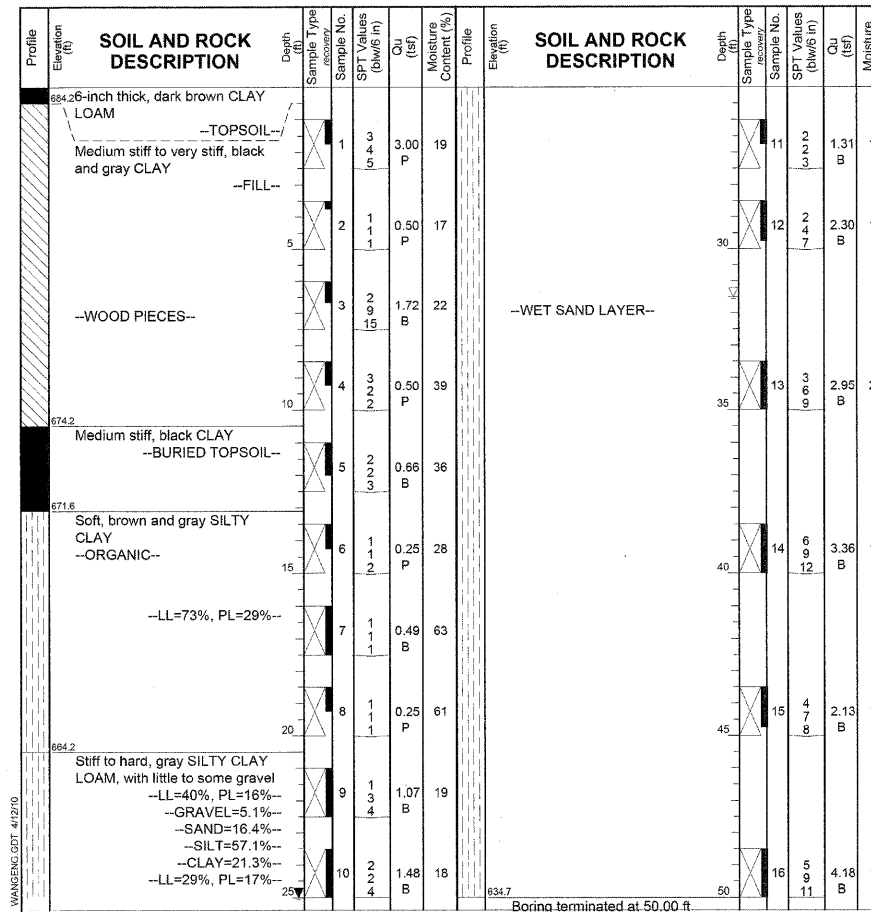 Profile
Elevation (ft)
SOIL AND ROCK
DESCRIPTION
Depth (ft)
Sample Type
recovery
Sample No.
SPT Values (blw/6 in)
Qu (tsf)
Moisture Content (%)
684.2 6-inch thick, dark brown CLAY
LOAM
--TOPSOIL--
Medium stiff to very stiff, black
and gray CLAY
--FILL--
1 3 4 5 3.00 P 19
5
2 1 1 1 0.50 P 17
--WOOD PIECES--
3 2 9 15 1.72 B 22
10
4 3 2 2 0.50 P 39
674.2
Medium stiff, black CLAY
--BURIED TOPSOIL--
5 2 2 3 0.66 B 36
671.6
Soft, brown and gray SILTY
CLAY
--ORGANIC--
15
6 1 1 2 0.25 P 28
--LL=73%, PL=29%--
7 1 1 1 0.49 B 63
20
8 1 1 1 0.25 P 61
664.2
Stiff to hard, gray SILTY CLAY
LOAM, with little to some gravel
--LL=40%, PL=16%--
--GRAVEL=5.1%--
--SAND=16.4%--
--SILT=57.1%--
--CLAY=21.3%--
--LL=29%, PL=17%--
9 1 3 4 1.07 B 19
25
10 2 2 4 1.48 B 18
WANGENG.GDT 4/12/10
Profile
Elevation (ft)
SOIL AND ROCK
DESCRIPTION
Depth (ft)
Sample Type
recovery
Sample No.
SPT Values (blw/6 in)
Qu (tsf)
Moisture
11 2 2 3 1.31 B
30
12 2 4 7 2.30 B
--WET SAND LAYER--
35
13 3 6 9 2.95 B
40
14 6 9 12 3.36 B
45
15 4 7 8 2.13 B
634.7
50
16 5 9 11 4.18 B
Boring terminated at 50.00 ft